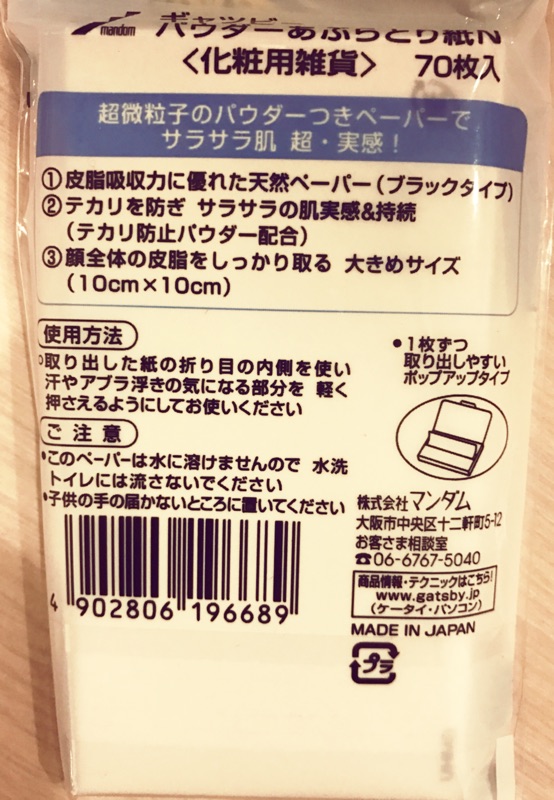 mandom
ギャツビー
パウダーあぶらとり紙N
〈化粧用雑貨〉 70枚入
超微粒子のパウダーつきペーパーで
サラサラ肌 超・実感！
①皮脂吸収力に優れた天然ペーパー（ブラックタイプ）
②テカリを防ぎ サラサラの肌実感&持続
（テカリ防止パウダー配合）
③顔全体の皮脂をしっかり取る 大きめサイズ
（10cm×10cm）
使用方法
●取り出した紙の折り目の内側を使い
汗やアブラ浮きの気になる部分を 軽く
押さえるようにしてお使いください
ご注意
●このペーパーは水に溶けませんので 水洗
トイレには流さないでください
●子供の手の届かないところに置いてください
●1枚ずつ
取り出しやすい
ポップアップタイプ
株式会社マンダム
大阪市中央区十二軒町5-12
お客さま相談室
☎06-6767-5040
商品情報・テクニックはこちら!
www.gatsby.jp
（ケータイ・パソコン）
MADE IN JAPAN
プラ
4 902806 196689